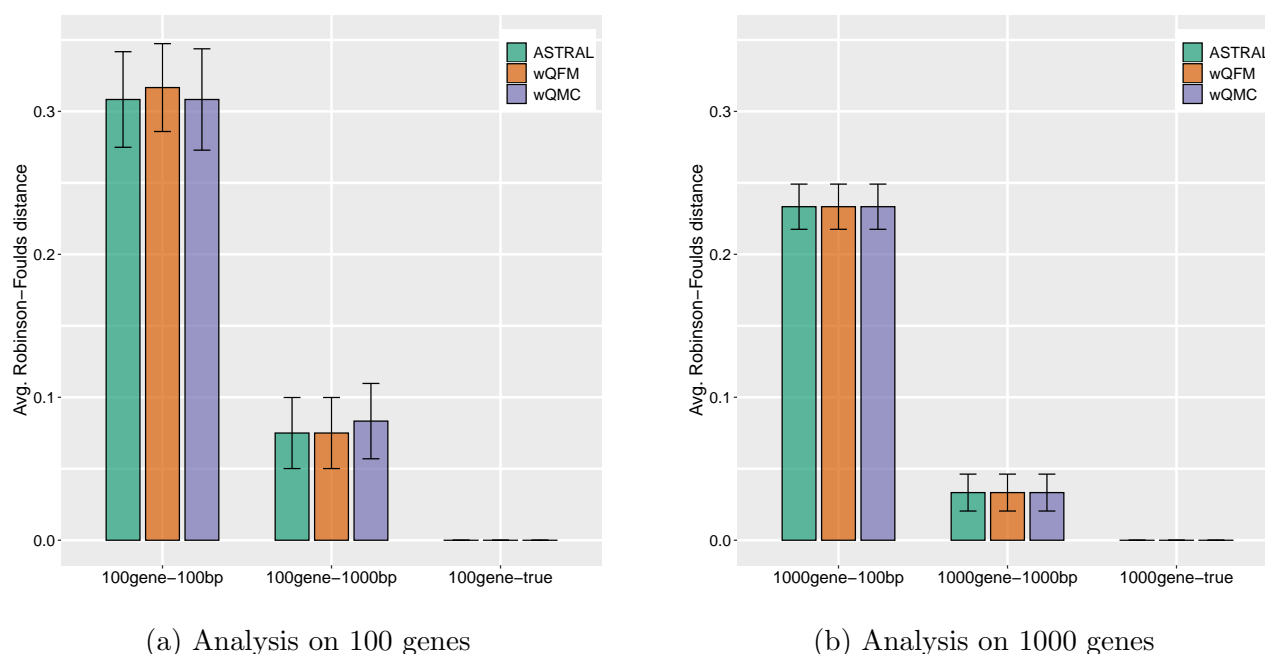 Avg. Robinson−Foulds distance
0.3
0.2
0.1
0.0
ASTRAL
wQFM
wQMC
100gene−100bp
100gene−1000bp
100gene−true
(a) Analysis on 100 genes
Avg. Robinson−Foulds distance
0.3
0.2
0.1
0.0
ASTRAL
wQFM
wQMC
1000gene−100bp
1000gene−1000bp
1000gene−true
(b) Analysis on 1000 genes